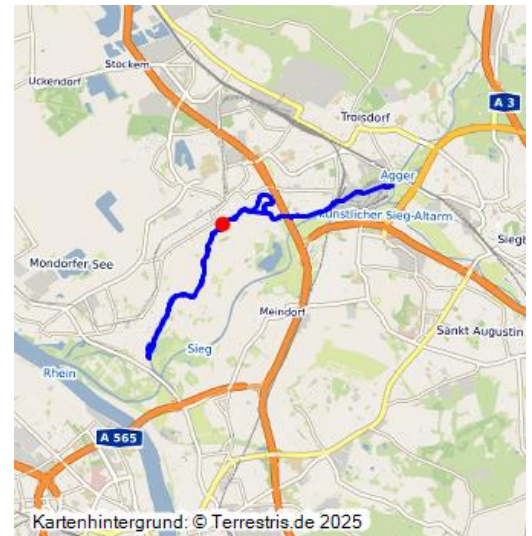 Stockem
Uckendorf
A 3
Troisdorf
Agger
künstlicher Sieg-Altarm
Mondorfer See
Meindorf
Sankt Augustin
Sieg
Rhein
A 565
Kartenhintergrund: © Terrestris.de 2025